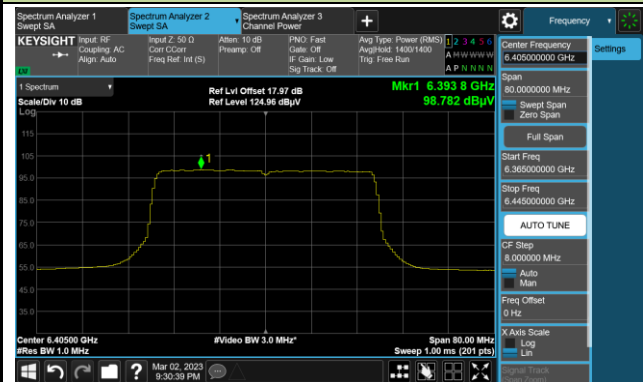 Spectrum Analyzer 1
Swept SA
Spectrum Analyzer 2
Swept SA
Spectrum Analyzer 3
Channel Power
Frequency
KEYSIGHT
Input: RF
Coupling: AC
Align: Auto
Input Z: 50 Ω
Corr CCorr
Freq Ref: Int (S)
Atten: 10 dB
Preamp: Off
PNO: Fast
Gate: Off
IF Gain: Low
Sig Track: Off
Avg Type: Power (RMS)
Avg|Hold: 1400/1400
Trig: Free Run
1 2 3 4 5 6
A W W W W W
A P N N N N
LXI
1 Spectrum
Scale/Div 10 dB
Log
Ref Lvl Offset 17.97 dB
Ref Level 124.96 dBµV
Mkr1 6.393 8 GHz
98.782 dBµV
115
105
95.0
85.0
75.0
65.0
55.0
45.0
35.0
1
Center 6.40500 GHz
#Res BW 1.0 MHz
#Video BW 3.0 MHz*
Span 80.00 MHz
Sweep 1.00 ms (201 pts)
Mar 02, 2023
9:30:39 PM
Center Frequency
6.405000000 GHz
Settings
Span
80.0000000 MHz
Swept Span
Zero Span
Full Span
Start Freq
6.365000000 GHz
Stop Freq
6.445000000 GHz
AUTO TUNE
CF Step
8.000000 MHz
Auto
Man
Freq Offset
0 Hz
X Axis Scale
Log
Lin
Signal Track
(Span Zoom)